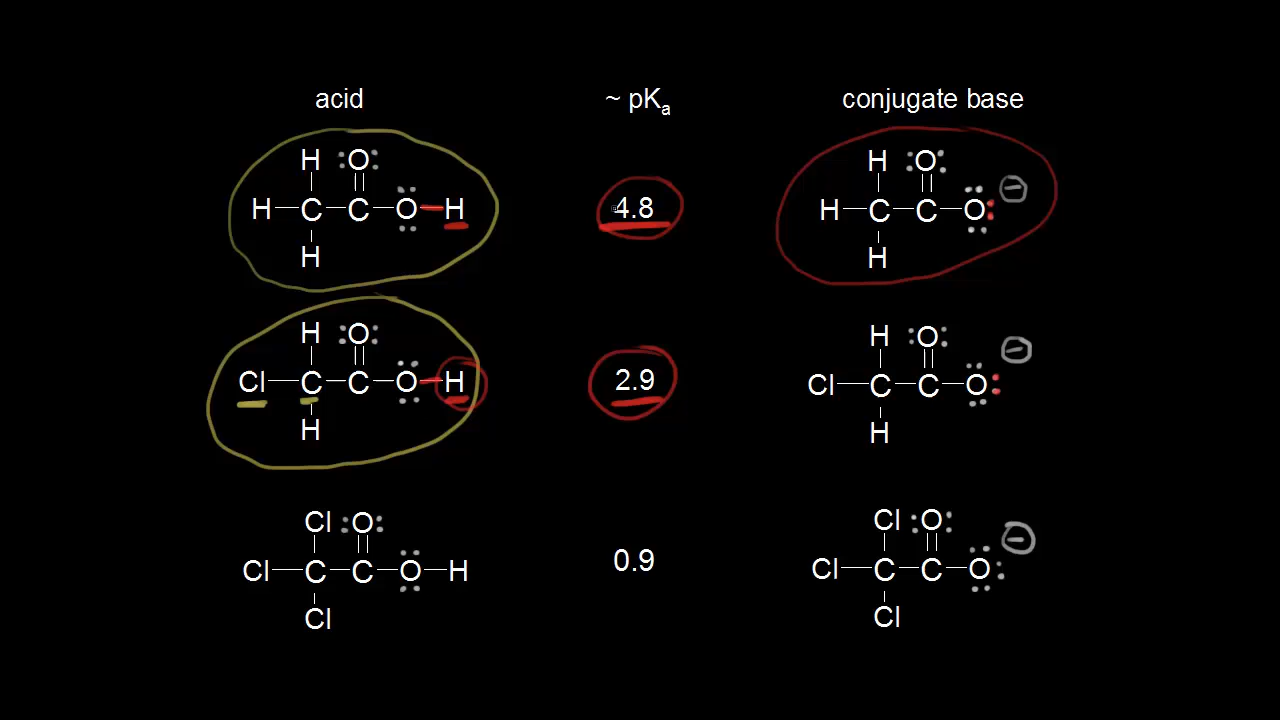 acid ~ pKa conjugate base
H :O: H :O: ⊖
H C C O H 4.8 H C C O:
H H
H :O: H :O: ⊖
Cl C C O H 2.9 Cl C C O:
H H
Cl :O: Cl :O: ⊖
Cl C C O H 0.9 Cl C C O:
Cl Cl